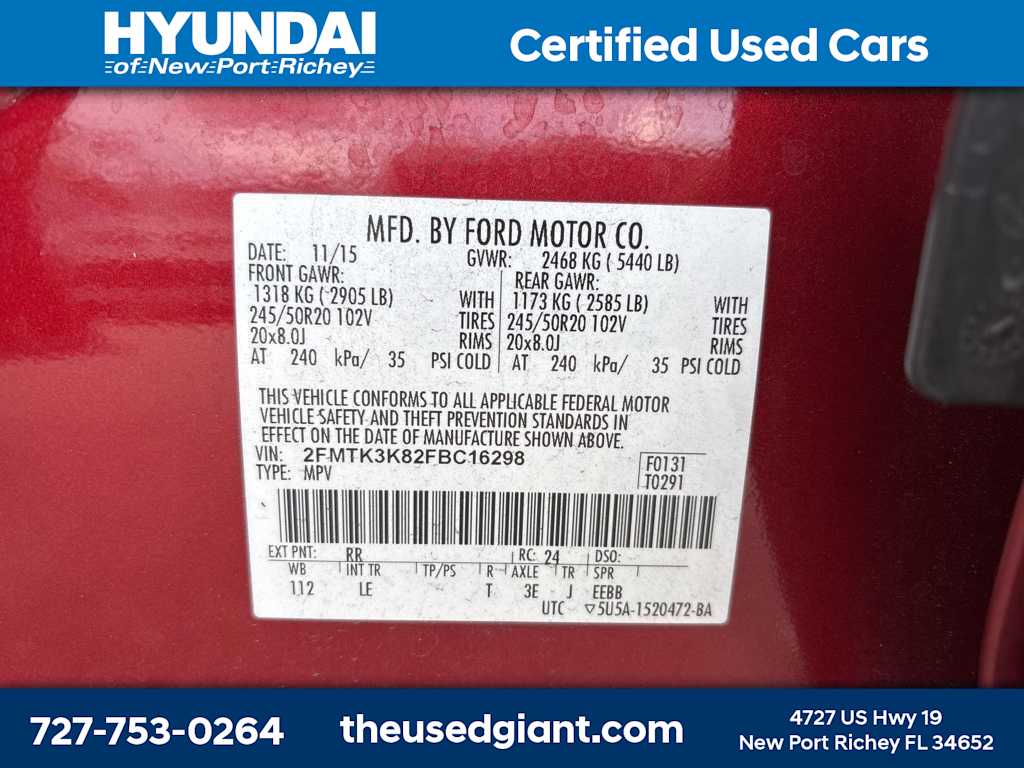 HYUNDAI
of New Port Richey
Certified Used Cars
MFD. BY FORD MOTOR CO.
DATE: 11/15 GVWR: 2468 KG ( 5440 LB)
FRONT GAWR: REAR GAWR:
1318 KG ( 2905 LB) WITH 1173 KG ( 2585 LB) WITH
245/50R20 102V TIRES 245/50R20 102V TIRES
20x8.0J RIMS 20x8.0J RIMS
AT 240 kPa/ 35 PSI COLD AT 240 kPa/ 35 PSI COLD
THIS VEHICLE CONFORMS TO ALL APPLICABLE FEDERAL MOTOR
VEHICLE SAFETY AND THEFT PREVENTION STANDARDS IN
EFFECT ON THE DATE OF MANUFACTURE SHOWN ABOVE.
VIN: 2FMTK3K82FBC16298 F0131
TYPE: MPV T0291
EXT PNT: RR RC: 24 DSO:
WB INT TR TP/PS R AXLE TR SPR
112 LE T 3E J EEBB
UTC ▽5U5A-1520472-BA
727-753-0264
theusedgiant.com
4727 US Hwy 19
New Port Richey FL 34652